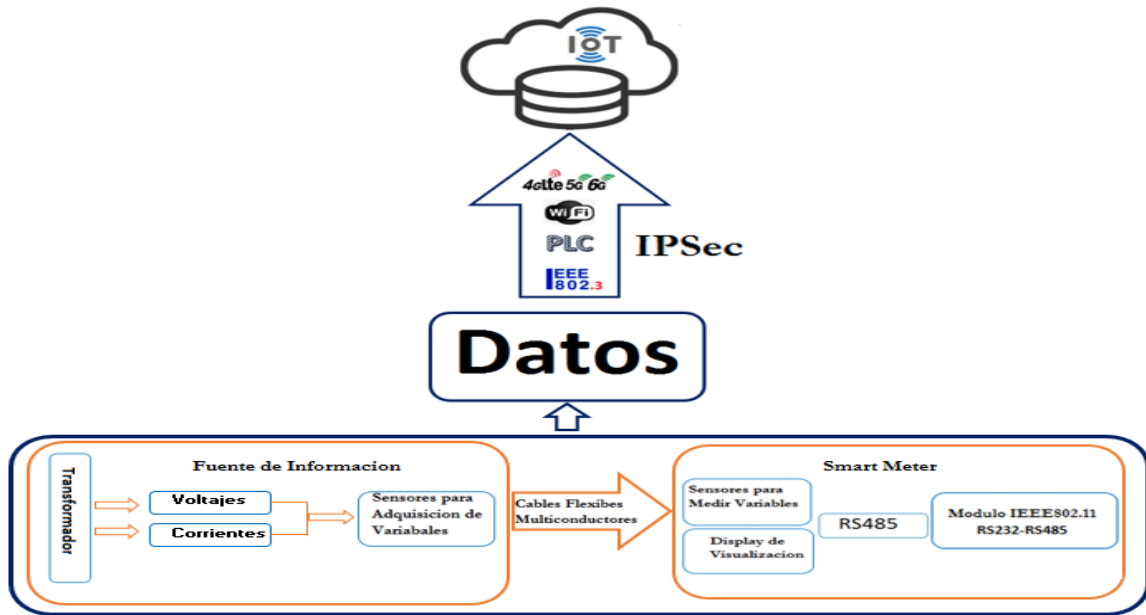 IOT
4GLte 5G 6G
WiFi
PLC
IEEE
802.3
IPSec
Datos
Fuente de Informacion
Transformador
Voltajes
Corrientes
Sensores para
Adquisicion de
Variabales
Cables Flexibes
Multiconductores
Smart Meter
Sensores para
Medir Variables
Display de
Visualizacion
RS485
Modulo IEEE802.11
RS232-RS485